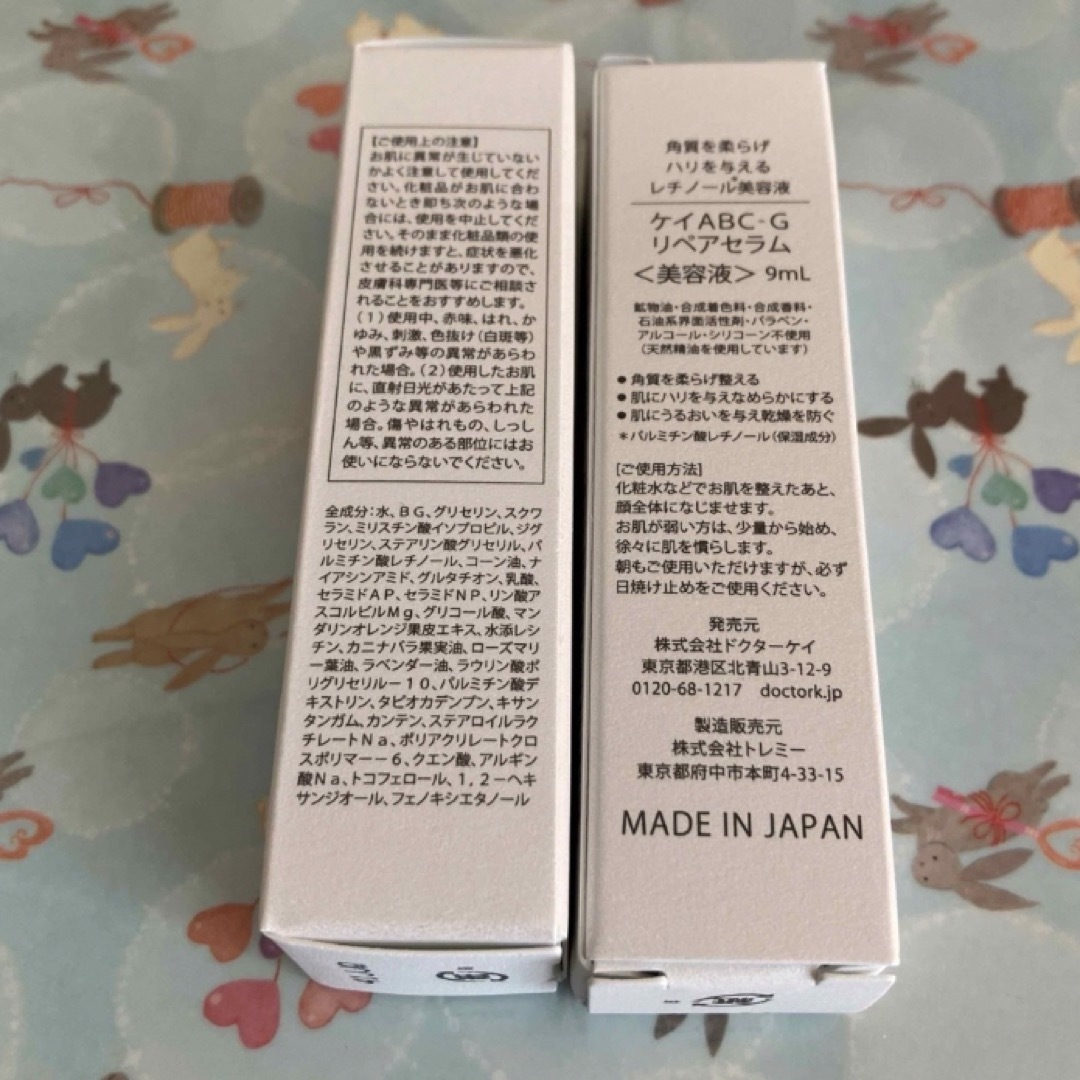 【ご使用上の注意】
お肌に異常が生じていない
かよく注意して使用してくだ
さい。化粧品がお肌に合わ
ないとき即ち次のような場
合には、使用を中止してくだ
さい。そのまま化粧品類の使
用を続けますと、症状を悪化
させることがありますので、
皮膚科専門医等にご相談さ
れることをおすすめします。
(1)使用中、赤味、はれ、か
ゆみ、刺激、色抜け(白斑等)
や黒ずみ等の異常があらわ
れた場合。(2)使用したお肌
に、直射日光があたって上記
のような異常があらわれた
場合。傷やはれもの、しっし
ん等、異常のある部位にはお
使いにならないでください。
全成分:水、BG、グリセリン、スクワ
ラン、ミリスチン酸イソプロピル、ジグ
リセリン、ステアリン酸グリセリル、パ
ルミチン酸レチノール、コーン油、ナ
イアシンアミド、グルタチオン、乳酸、
セラミドAP、セラミドNP、リン酸ア
スコルビルMg、グリコール酸、マン
ダリンオレンジ果皮エキス、水添レシ
チン、カニナバラ果実油、ローズマリ
ー葉油、ラベンダー油、ラウリン酸ポ
リグリセリル-10、パルミチン酸デ
キストリン、タピオカデンプン、キサン
タンガム、カンテン、ステアロイルラク
チレートNa、ポリアクリレートクロ
スポリマー-6、クエン酸、アルギン
酸Na、トコフェロール、1,2-ヘキ
サンジオール、フェノキシエタノール
角質を柔らげ
ハリを与える
レチノール*美容液
ケイABC-G
リペアセラム
<美容液> 9mL
鉱物油・合成着色料・合成香料・
石油系界面活性剤・パラベン・
アルコール・シリコーン不使用
(天然精油を使用しています)
● 角質を柔らげ整える
● 肌にハリを与えなめらかにする
● 肌にうるおいを与え乾燥を防ぐ
*パルミチン酸レチノール(保湿成分)
[ご使用方法]
化粧水などでお肌を整えたあと、
顔全体になじませます。
お肌が弱い方は、少量から始め、
徐々に肌を慣らします。
朝もご使用いただけますが、必ず
日焼け止めをご使用ください。
発売元
株式会社ドクターケイ
東京都港区北青山3-12-9
0120-68-1217 doctork.jp
製造販売元
株式会社トレミー
東京都府中市本町4-33-15
MADE IN JAPAN